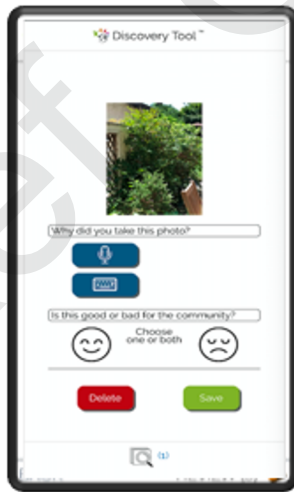 Discovery Tool™
Why did you take this photo?
Is this good or bad for the community?
Choose
one or both
Delete
Save
(1)